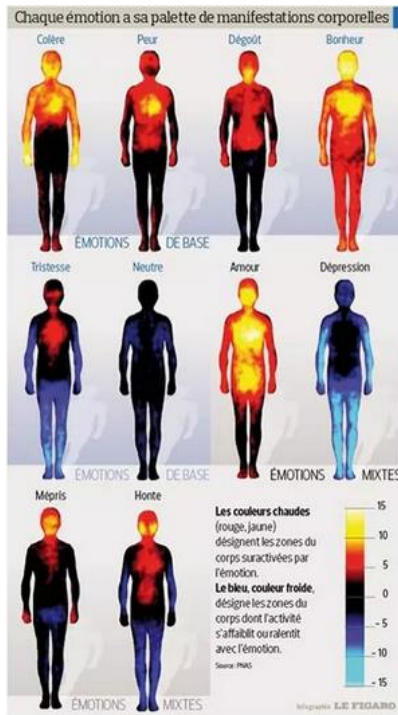 Chaque émotion a sa palette de manifestations corporelles
Colère Peur Dégoût Bonheur
ÉMOTIONS DE BASE
Tristesse Neutre Amour Dépression
ÉMOTIONS DE BASE ÉMOTIONS MIXTES
Mépris Honte
Les couleurs chaudes
(rouge, jaune)
désignent les zones du
corps suractivées par
l'émotion.
Le bleu, couleur froide,
désigne les zones du
corps dont l'activité
s'affaiblit ou ralentit
avec l'émotion.
Source: PNAS
15
10
5
0
-5
-10
-15
ÉMOTIONS MIXTES
Infographie LE FIGARO